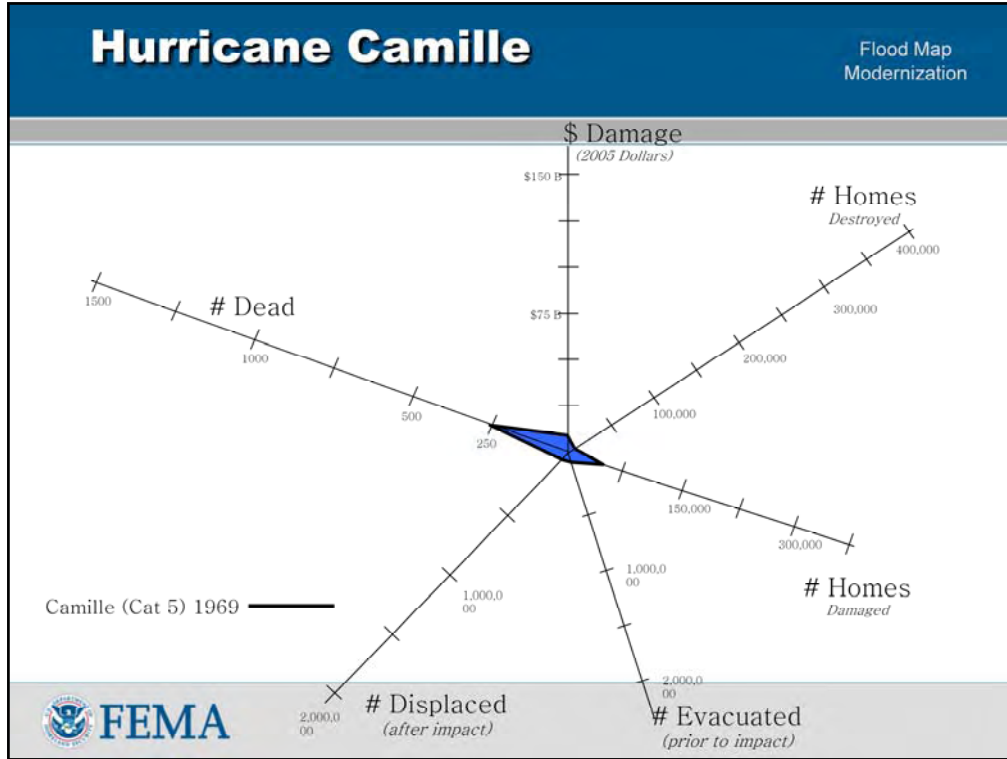 Hurricane Camille
Flood Map
Modernization
$ Damage
(2005 Dollars)
$150 B
# Homes
Destroyed
400,000
1500
# Dead
300,000
$75 B
1000
200,000
500
100,000
250
150,000
300,000
1,000,0
00
# Homes
Damaged
1,000,0
00
Camille (Cat 5) 1969
2,000,0
00
# Displaced
(after impact)
2,000,0
00
# Evacuated
(prior to impact)
FEMA